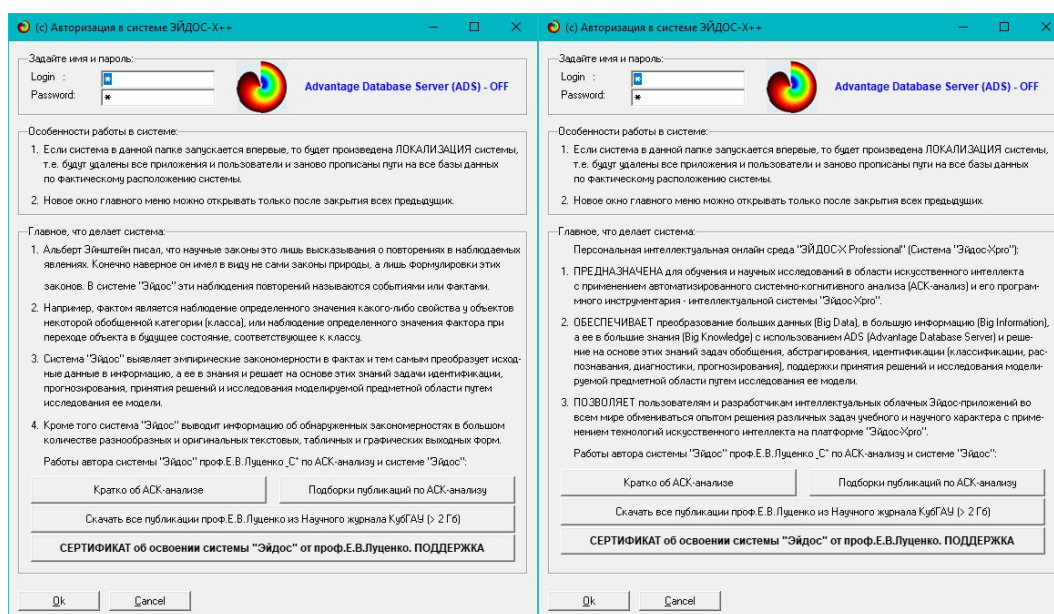 (c) Авторизация в системе ЭЙДОС-X++
Задайте имя и пароль:
Login :
*
Password:
*
Advantage Database Server (ADS) - OFF
Особенности работы в системе:
1. Если система в данной папке запускается впервые, то будет произведена ЛОКАЛИЗАЦИЯ системы,
т.е. будут удалены все приложения и пользователи и заново прописаны пути на все базы данных
по фактическому расположению системы.
2. Новое окно главного меню можно открывать только после закрытия всех предыдущих.
Главное, что делает система:
1. Альберт Эйнштейн писал, что научные законы это лишь высказывания о повторениях в наблюдаемых
явлениях. Конечно наверное он имел в виду не сами законы природы, а лишь формулировки этих
законов. В системе "Эйдос" эти наблюдения повторений называются событиями или фактами.
2. Например, фактом является наблюдение определенного значения какого-либо свойства у объектов
некоторой обобщенной категории (класса), или наблюдение определенного значения фактора при
переходе объекта в будущее состояние, соответствующее классу.
3. Система "Эйдос" выявляет эмпирические закономерности в фактах и тем самым преобразует исход-
ные данные в информацию, а ее в знания и решает на основе этих знаний задачи идентификации,
прогнозирования, принятия решений и исследования моделируемой предметной области путем
исследования ее модели.
4. Кроме того система "Эйдос" выводит информацию об обнаруженных закономерностях в большом
количестве разнообразных и оригинальных текстовых, табличных и графических выходных форм.
Работы автора системы "Эйдос" проф.Е.В.Луценко _С° по АСК-анализу и системе "Эйдос":
Кратко об АСК-анализе
Подборки публикаций по АСК-анализу
Скачать все публикации проф.Е.В.Луценко из Научного журнала КубГАУ (> 2 Гб)
СЕРТИФИКАТ об освоении системы "Эйдос" от проф.Е.В.Луценко. ПОДДЕРЖКА
Ok
Cancel
(c) Авторизация в системе ЭЙДОС-X++
Задайте имя и пароль:
Login :
*
Password:
*
Advantage Database Server (ADS) - OFF
Особенности работы в системе:
1. Если система в данной папке запускается впервые, то будет произведена ЛОКАЛИЗАЦИЯ системы,
т.е. будут удалены все приложения и пользователи и заново прописаны пути на все базы данных
по фактическому расположению системы.
2. Новое окно главного меню можно открывать только после закрытия всех предыдущих.
Главное, что делает система:
Персональная интеллектуальная онлайн среда "ЭЙДОС-X Professional" (Система "Эйдос-Xpro"):
1. ПРЕДНАЗНАЧЕНА для обучения и научных исследований в области искусственного интеллекта
с применением автоматизированного системно-когнитивного анализа (АСК-анализ) и его програм-
много инструментария - интеллектуальной системы "Эйдос-Xpro".
2. ОБЕСПЕЧИВАЕТ преобразование больших данных (Big Data), в большую информацию (Big Information),
а ее в большие знания (Big Knowledge) с использованием ADS (Advantage Database Server) и реше-
ние на основе этих знаний задач обобщения, абстрагирования, идентификации (классификации, рас-
познавания, диагностики, прогнозирования), поддержки принятия решений и исследования модели-
руемой предметной области путем исследования ее модели.
3. ПОЗВОЛЯЕТ пользователям и разработчикам интеллектуальных облачных Эйдос-приложений во
всем мире обмениваться опытом решения различных задач учебного и научного характера с приме-
нением технологий искусственного интеллекта на платформе "Эйдос-Xpro".
Работы автора системы "Эйдос" проф.Е.В.Луценко _С° по АСК-анализу и системе "Эйдос":
Кратко об АСК-анализе
Подборки публикаций по АСК-анализу
Скачать все публикации проф.Е.В.Луценко из Научного журнала КубГАУ (> 2 Гб)
СЕРТИФИКАТ об освоении системы "Эйдос" от проф.Е.В.Луценко. ПОДДЕРЖКА
Ok
Cancel